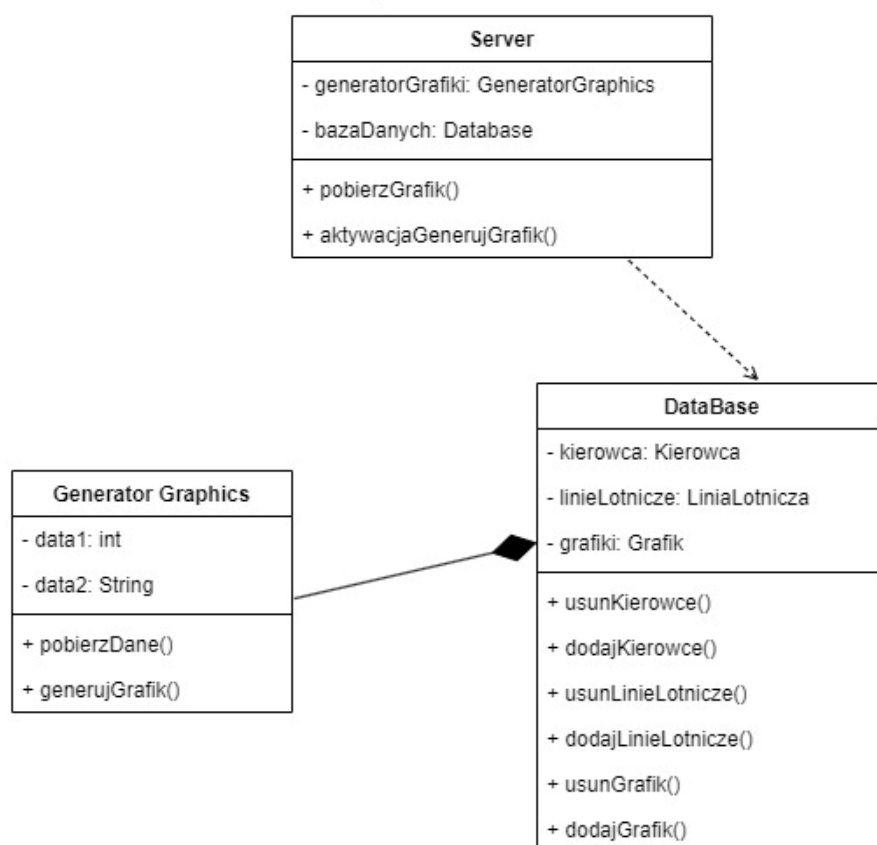 Server
- generatorGrafiki: GeneratorGraphics
- bazaDanych: Database
+ pobierzGrafik()
+ aktywacjaGenerujGrafik()
DataBase
- kierowca: Kierowca
- linieLotnicze: LiniaLotnicza
- grafiki: Grafik
+ usunKierowce()
+ dodajKierowce()
+ usunLinieLotnicze()
+ dodajLinieLotnicze()
+ usunGrafik()
+ dodajGrafik()
Generator Graphics
- data1: int
- data2: String
+ pobierzDane()
+ generujGrafik()